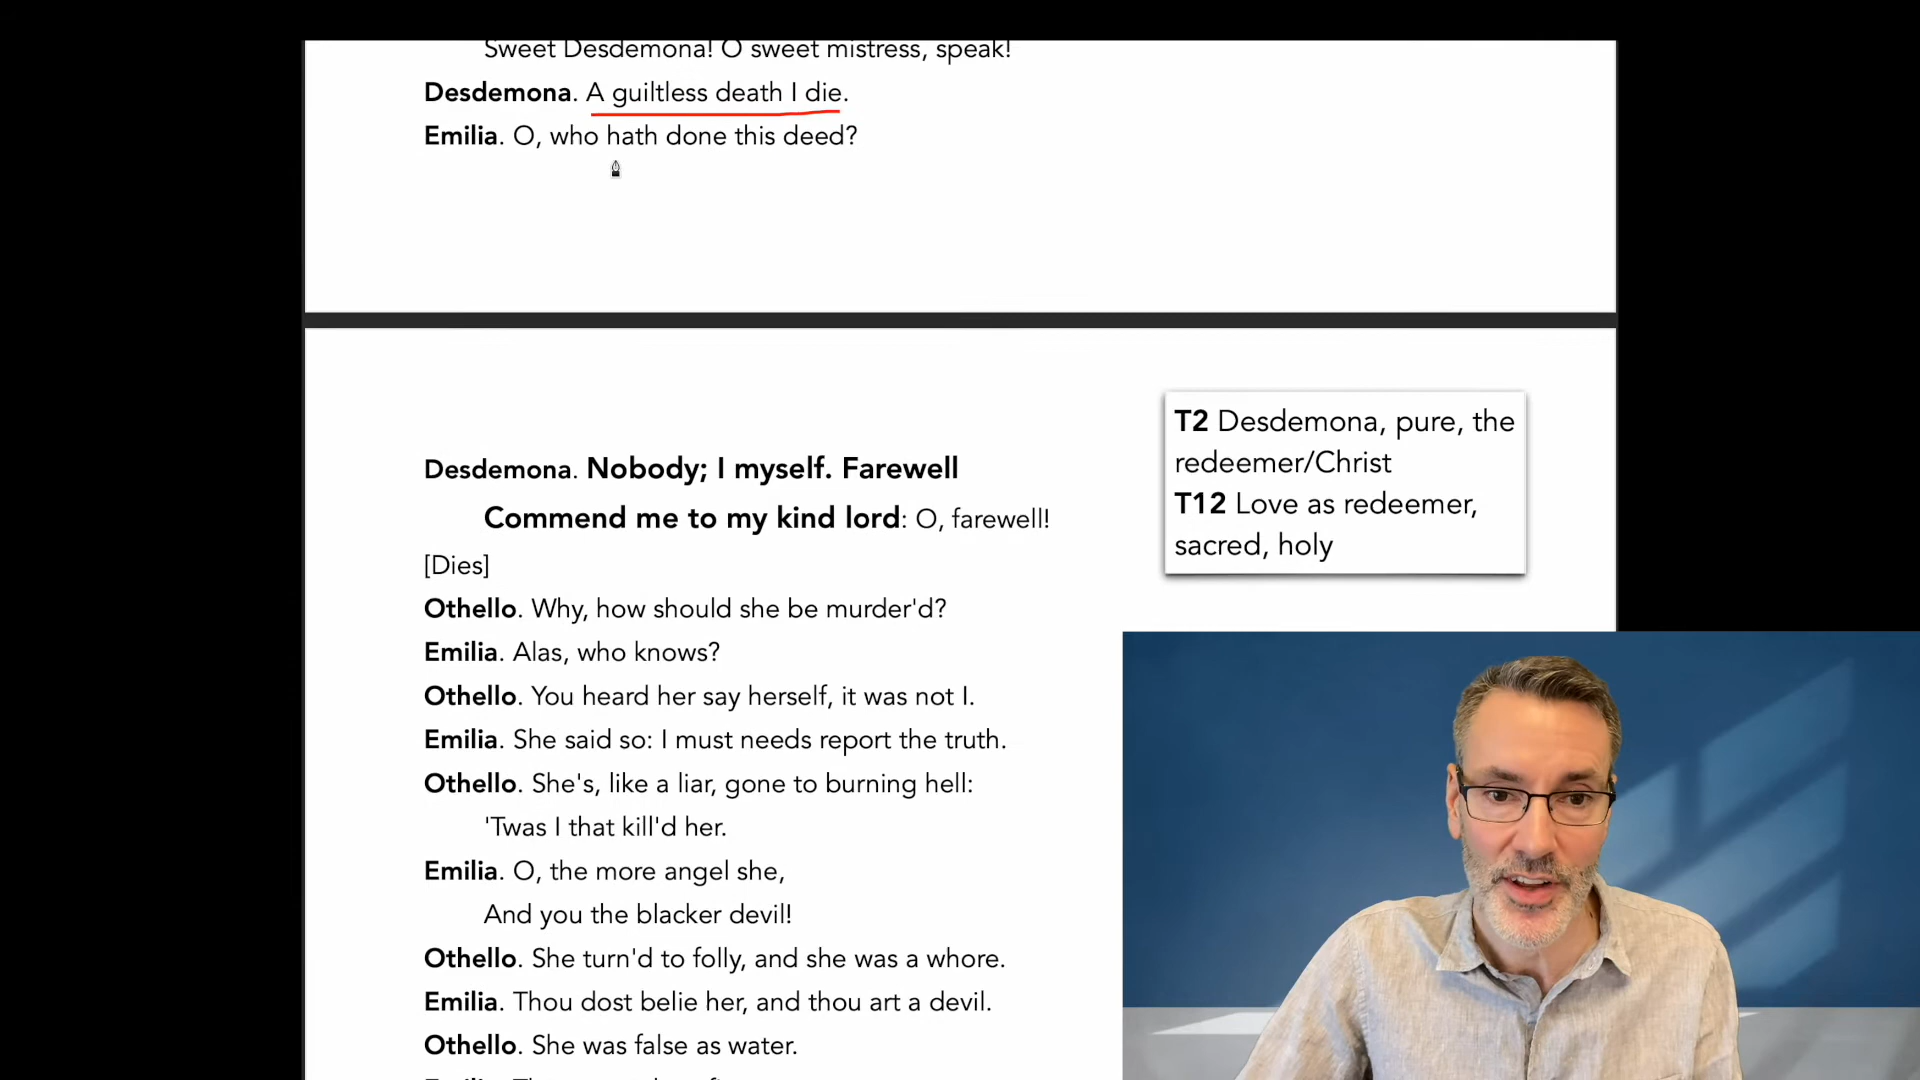 Sweet Desdemona! O sweet mistress, speak!
Desdemona. A guiltless death I die.
Emilia. O, who hath done this deed?
Desdemona. Nobody; I myself. Farewell
Commend me to my kind lord: O, farewell!
[Dies]
Othello. Why, how should she be murder'd?
Emilia. Alas, who knows?
Othello. You heard her say herself, it was not I.
Emilia. She said so: I must needs report the truth.
Othello. She's, like a liar, gone to burning hell:
'Twas I that kill'd her.
Emilia. O, the more angel she,
And you the blacker devil!
Othello. She turn'd to folly, and she was a whore.
Emilia. Thou dost belie her, and thou art a devil.
Othello. She was false as water.
T2 Desdemona, pure, the
redeemer/Christ
T12 Love as redeemer,
sacred, holy